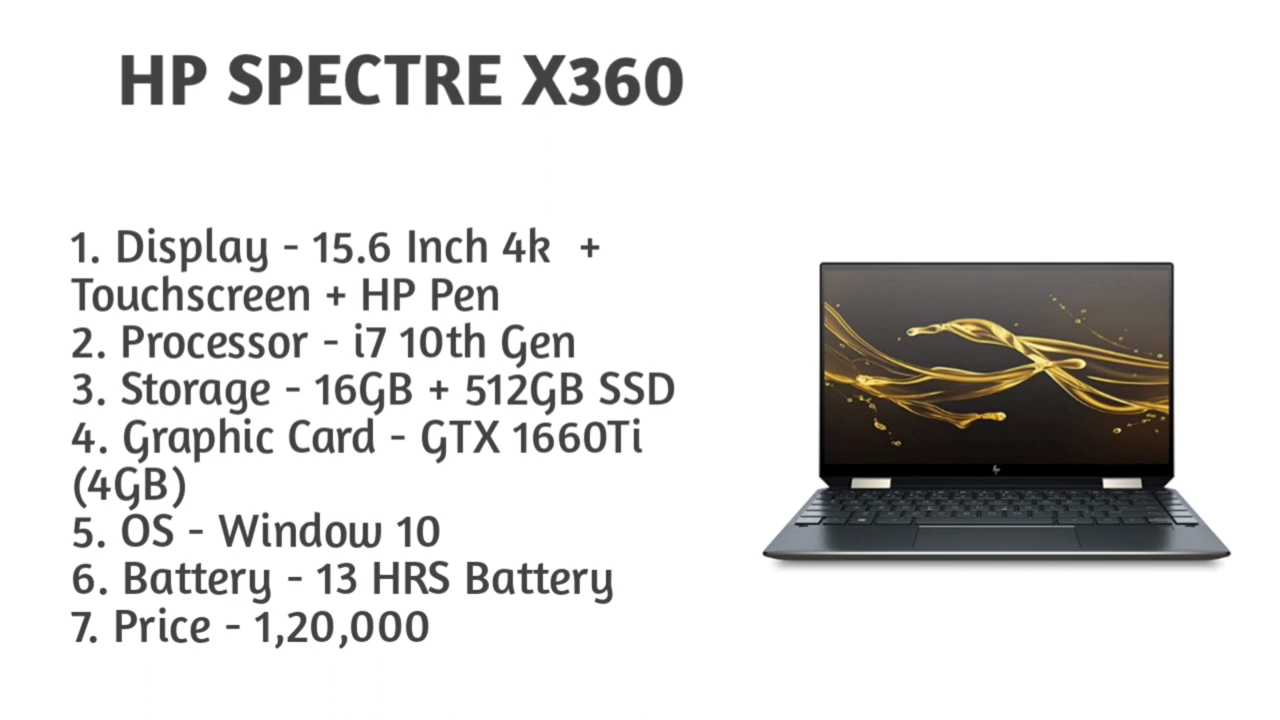 HP SPECTRE X360
1. Display - 15.6 Inch 4k +
Touchscreen + HP Pen
2. Processor - i7 10th Gen
3. Storage - 16GB + 512GB SSD
4. Graphic Card - GTX 1660Ti
(4GB)
5. OS - Window 10
6. Battery - 13 HRS Battery
7. Price - 1,20,000
hp